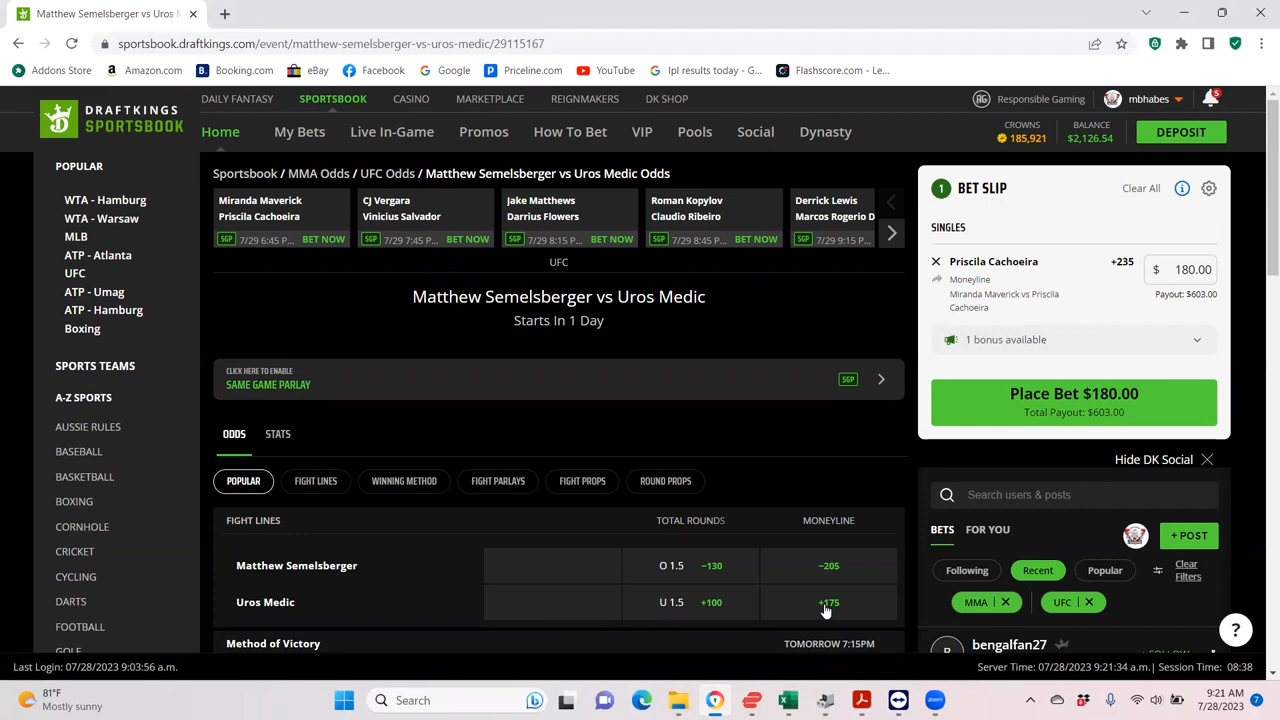 Matthew Semelsberger vs Uros Medic
sportsbook.draftkings.com/event/matthew-semelsberger-vs-uros-medic/29115167
Addons Store
Amazon.com
Booking.com
eBay
Facebook
Google
Priceline.com
YouTube
Ipl results today - G...
Flashscore.com - Le...
DRAFTKINGS
SPORTSBOOK
DAILY FANTASY
SPORTSBOOK
CASINO
MARKETPLACE
REIGNMAKERS
DK SHOP
Responsible Gaming
mbhabes
5
Home
My Bets
Live In-Game
Promos
How To Bet
VIP
Pools
Social
Dynasty
CROWNS
185,921
BALANCE
$2,126.54
DEPOSIT
POPULAR
WTA - Hamburg
WTA - Warsaw
MLB
ATP - Atlanta
UFC
ATP - Umag
ATP - Hamburg
Boxing
SPORTS TEAMS
A-Z SPORTS
AUSSIE RULES
BASEBALL
BASKETBALL
BOXING
CORNHOLE
CRICKET
CYCLING
DARTS
FOOTBALL
GOLF
Sportsbook / MMA Odds / UFC Odds / Matthew Semelsberger vs Uros Medic Odds
Miranda Maverick
Priscila Cachoeira
SGP 7/29 6:45 P... BET NOW
CJ Vergara
Vinicius Salvador
SGP 7/29 7:45 P... BET NOW
Jake Matthews
Darrius Flowers
SGP 7/29 8:15 P... BET NOW
Roman Kopylov
Claudio Ribeiro
SGP 7/29 8:45 P... BET NOW
Derrick Lewis
Marcos Rogerio D
SGP 7/29 9:15 P...
UFC
Matthew Semelsberger vs Uros Medic
Starts In 1 Day
CLICK HERE TO ENABLE
SAME GAME PARLAY
SGP
ODDS
STATS
POPULAR
FIGHT LINES
WINNING METHOD
FIGHT PARLAYS
FIGHT PROPS
ROUND PROPS
FIGHT LINES TOTAL ROUNDS MONEYLINE
Matthew Semelsberger O 1.5 −130 −205
Uros Medic U 1.5 +100 +175
Method of Victory TOMORROW 7:15PM
1 BET SLIP
Clear All
SINGLES
Priscila Cachoeira +235 $ 180.00
Moneyline
Miranda Maverick vs Priscila
Cachoeira
Payout: $603.00
1 bonus available
Place Bet $180.00
Total Payout: $603.00
Hide DK Social
Search users & posts
BETS
FOR YOU
+ POST
Following
Recent
Popular
Clear
Filters
MMA
UFC
bengalfan27
+ FOLLOW
?
Last Login: 07/28/2023 9:03:56 a.m.
Server Time: 07/28/2023 9:21:34 a.m.| Session Time: 08:38
81°F
Mostly sunny
Search
zoom
9:21 AM
7/28/2023
7